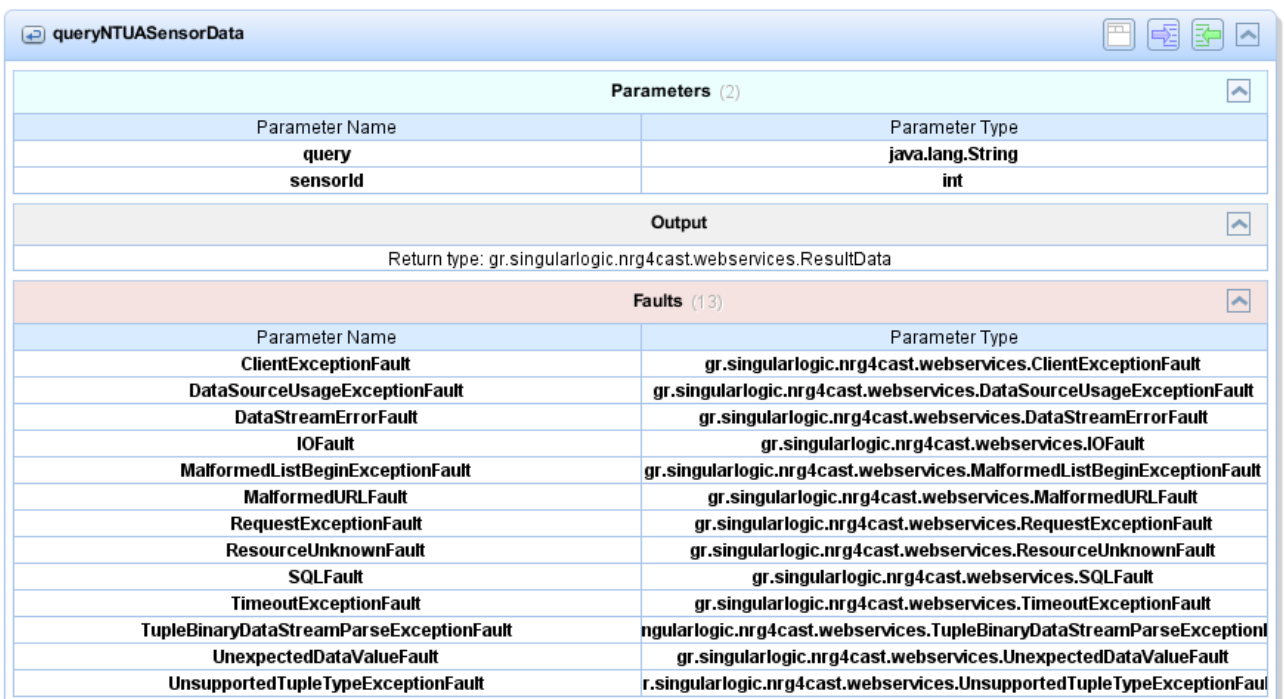 queryNTUASensorData
Parameters (2)
Parameter Name Parameter Type
query java.lang.String
sensorId int
Output
Return type: gr.singularlogic.nrg4cast.webservices.ResultData
Faults (13)
Parameter Name Parameter Type
ClientExceptionFault gr.singularlogic.nrg4cast.webservices.ClientExceptionFault
DataSourceUsageExceptionFault gr.singularlogic.nrg4cast.webservices.DataSourceUsageExceptionFault
DataStreamErrorFault gr.singularlogic.nrg4cast.webservices.DataStreamErrorFault
IOFault gr.singularlogic.nrg4cast.webservices.IOFault
MalformedListBeginExceptionFault gr.singularlogic.nrg4cast.webservices.MalformedListBeginExceptionFault
MalformedURLFault gr.singularlogic.nrg4cast.webservices.MalformedURLFault
RequestExceptionFault gr.singularlogic.nrg4cast.webservices.RequestExceptionFault
ResourceUnknownFault gr.singularlogic.nrg4cast.webservices.ResourceUnknownFault
SQLFault gr.singularlogic.nrg4cast.webservices.SQLFault
TimeoutExceptionFault gr.singularlogic.nrg4cast.webservices.TimeoutExceptionFault
TupleBinaryDataStreamParseExceptionFault ngularlogic.nrg4cast.webservices.TupleBinaryDataStreamParseException
UnexpectedDataValueFault gr.singularlogic.nrg4cast.webservices.UnexpectedDataValueFault
UnsupportedTupleTypeExceptionFault r.singularlogic.nrg4cast.webservices.UnsupportedTupleTypeExceptionFaul